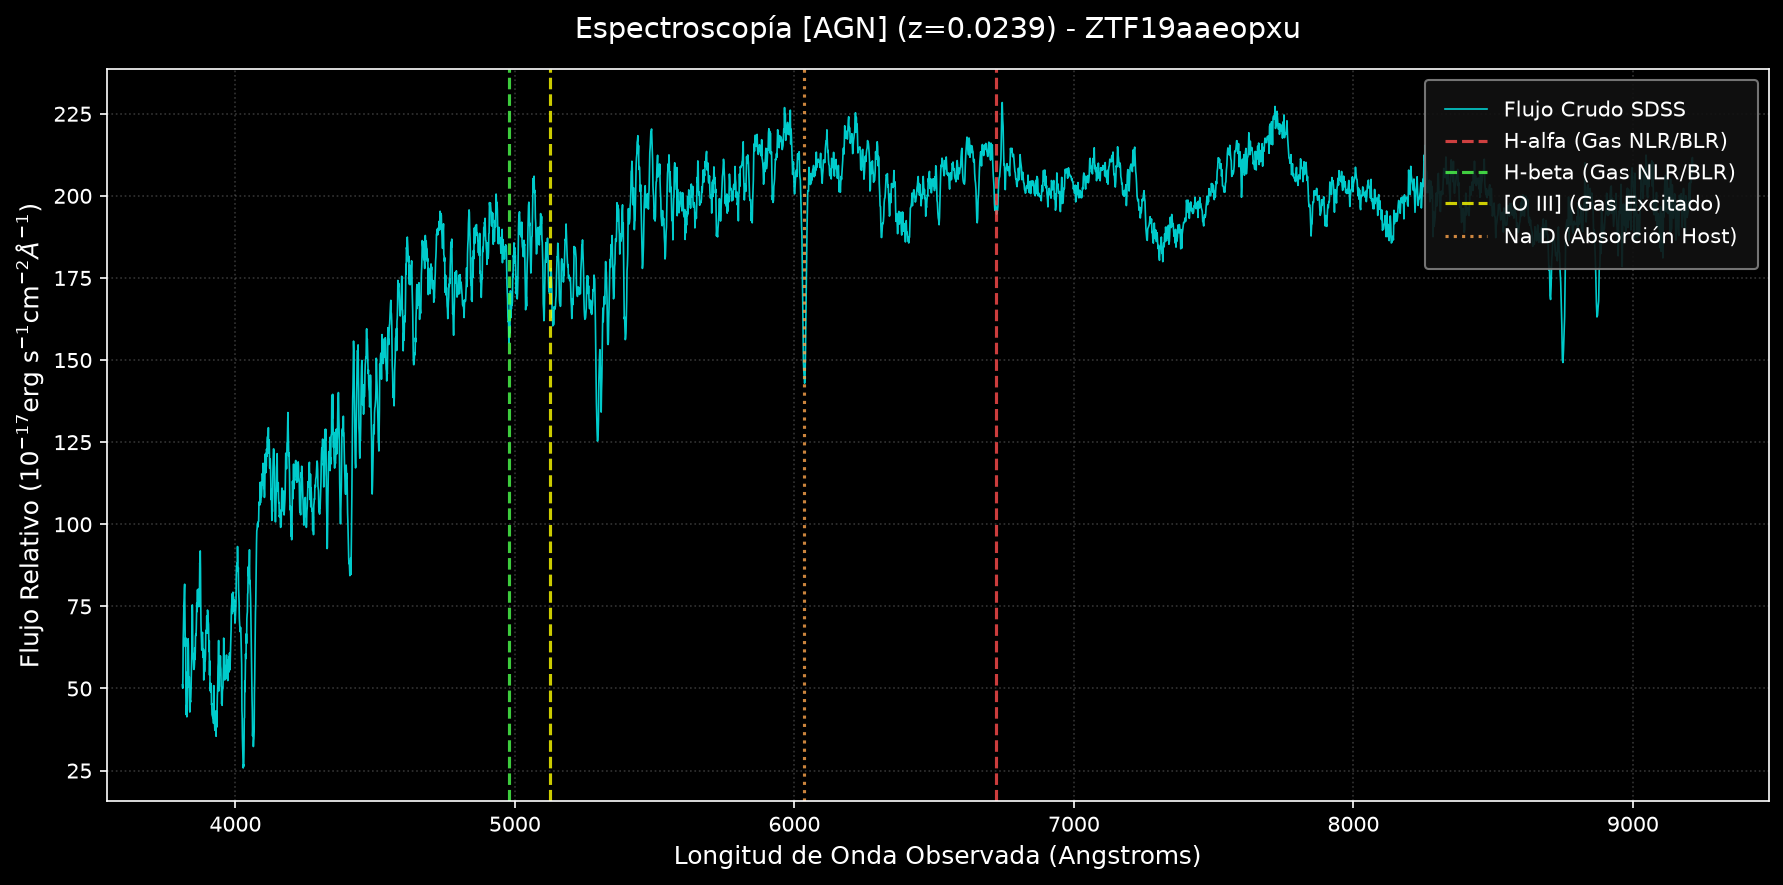 Espectroscopía [AGN] (z=0.0239) - ZTF19aaeopxu
Flujo Relativo (10⁻¹⁷erg s⁻¹cm⁻²Å⁻¹)
225
200
175
150
125
100
75
50
25
Flujo Crudo SDSS
H-alfa (Gas NLR/BLR)
H-beta (Gas NLR/BLR)
[O III] (Gas Excitado)
Na D (Absorción Host)
4000 5000 6000 7000 8000 9000
Longitud de Onda Observada (Angstroms)